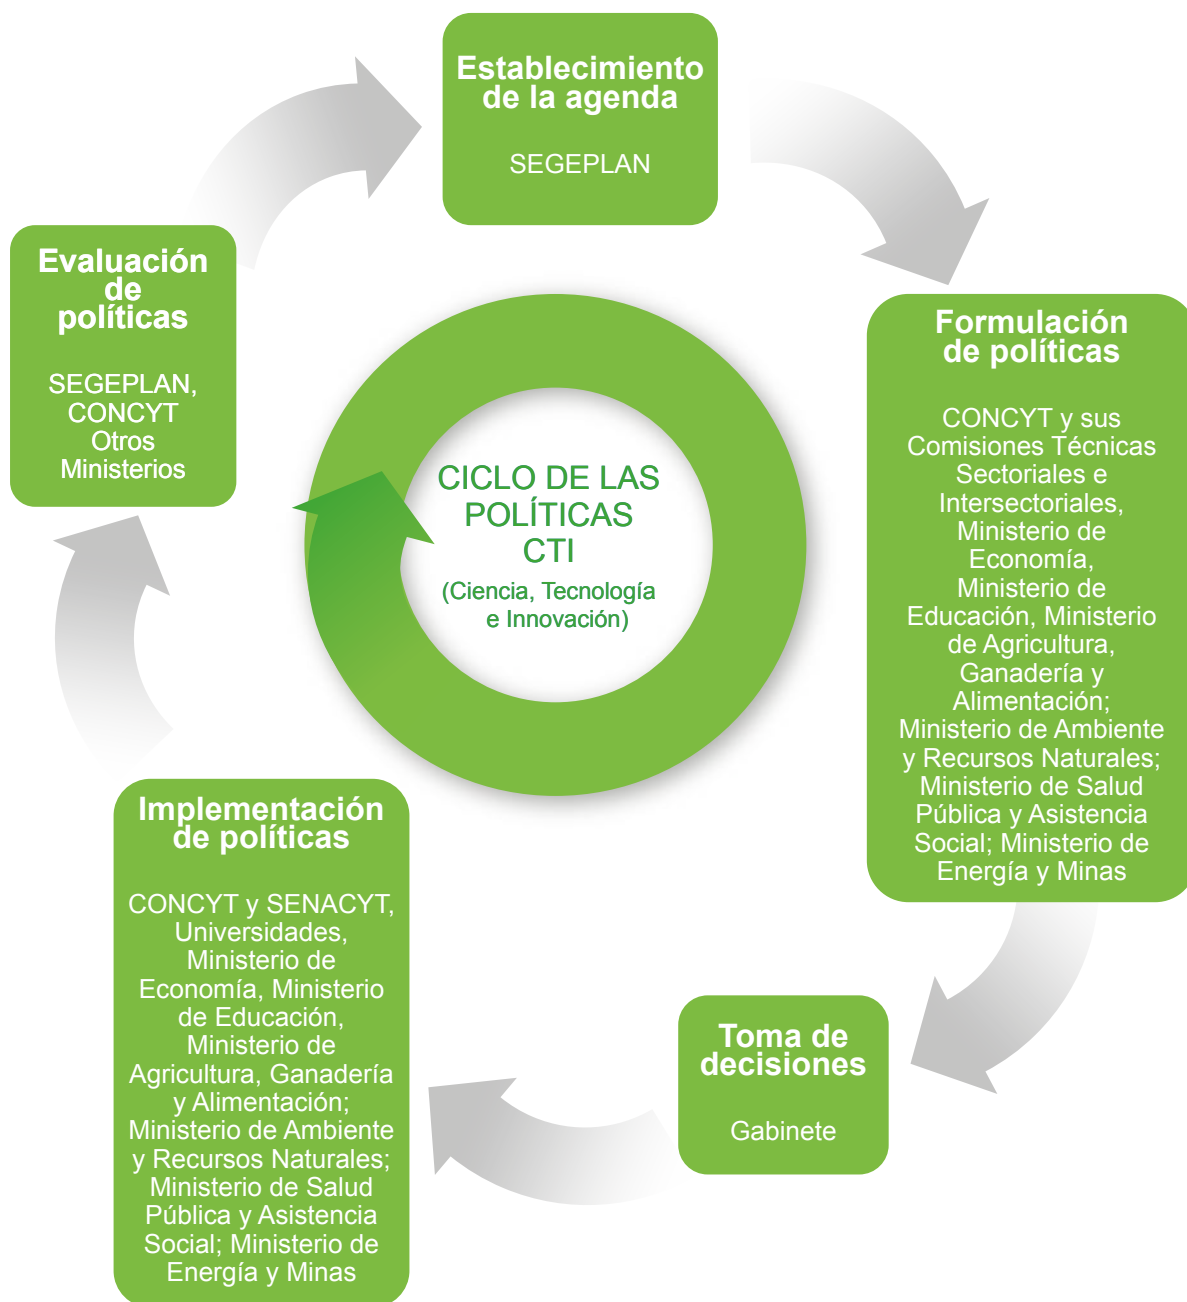 Establecimiento
de la agenda
SEGEPLAN
Formulación
de políticas
CONCYT y sus
Comisiones Técnicas
Sectoriales e
Intersectoriales,
Ministerio de
Economía,
Ministerio de
Educación, Ministerio
de Agricultura,
Ganadería y
Alimentación;
Ministerio de Ambiente
y Recursos Naturales;
Ministerio de Salud
Pública y Asistencia
Social; Ministerio de
Energía y Minas
Toma de
decisiones
Gabinete
Implementación
de políticas
CONCYT y SENACYT,
Universidades,
Ministerio de
Economía, Ministerio
de Educación,
Ministerio de
Agricultura, Ganadería
y Alimentación;
Ministerio de Ambiente
y Recursos Naturales;
Ministerio de Salud
Pública y Asistencia
Social; Ministerio de
Energía y Minas
Evaluación
de
políticas
SEGEPLAN,
CONCYT
Otros
Ministerios
CICLO DE LAS
POLÍTICAS
CTI
(Ciencia, Tecnología
e Innovación)